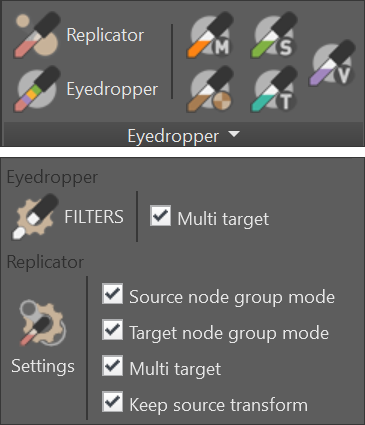 Replicator
M
S
V
Eyedropper
T
Eyedropper
Eyedropper
FILTERS
Multi target
Replicator
Source node group mode
Target node group mode
Settings
Multi target
Keep source transform